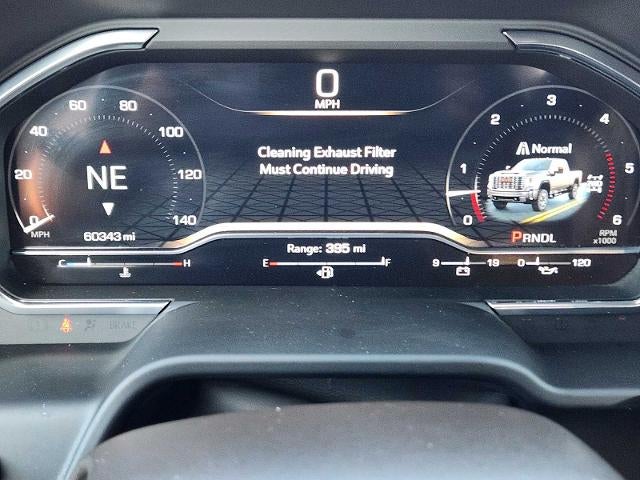 0
MPH
Cleaning Exhaust Filter
Must Continue Driving
0
20
40
60
80
100
120
140
NE
MPH
60343 mi
0
1
2
3
4
5
6
Normal
PRNDL
RPM
x1000
Range: 395 mi
C H
E F
9 19
0 120
BRAKE